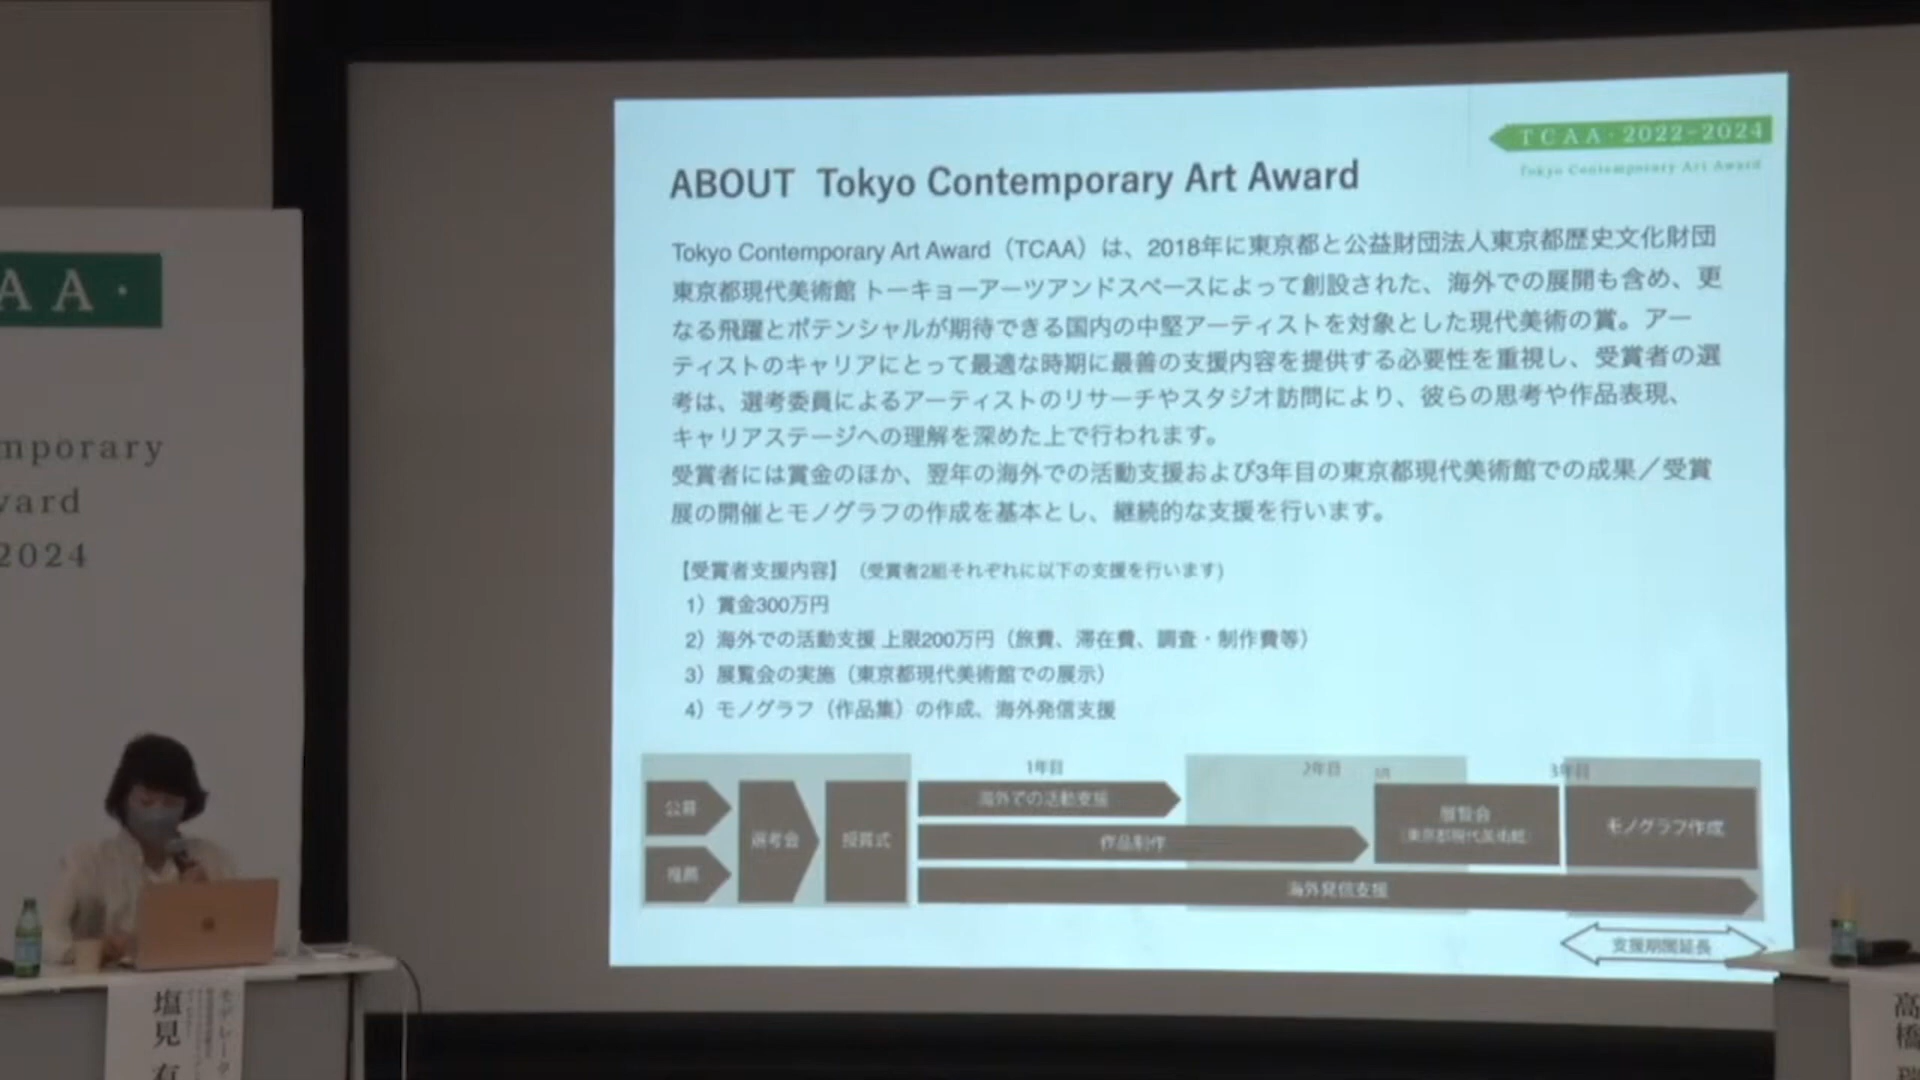 TCAA・2022-2024
Tokyo Contemporary Art Award
ABOUT Tokyo Contemporary Art Award
Tokyo Contemporary Art Award（TCAA）は、2018年に東京都と公益財団法人東京都歴史文化財団
東京都現代美術館 トーキョーアーツアンドスペースによって創設された、海外での展開も含め、更
なる飛躍とポテンシャルが期待できる国内の中堅アーティストを対象とした現代美術の賞。アー
ティストのキャリアにとって最適な時期に最善の支援内容を提供する必要性を重視し、受賞者の選
考は、選考委員によるアーティストのリサーチやスタジオ訪問により、彼らの思考や作品表現、
キャリアステージへの理解を深めた上で行われます。
受賞者には賞金のほか、翌年の海外での活動支援および3年目の東京都現代美術館での成果／受賞
展の開催とモノグラフの作成を基本とし、継続的な支援を行います。
【受賞者支援内容】（受賞者2組それぞれに以下の支援を行います)
1）賞金300万円
2）海外での活動支援 上限200万円（旅費、滞在費、調査・制作費等）
3）展覧会の実施（東京都現代美術館での展示）
4）モノグラフ（作品集）の作成、海外発信支援
1年目
2年目
3年目
公募
推薦
選考会
授賞式
海外での活動支援
作品制作
展覧会
（東京都現代美術館）
モノグラフ作成
海外発信支援
支援期間延長
AA・
mporary
ward
2024
モデレーター
塩見 有
高橋 瑞